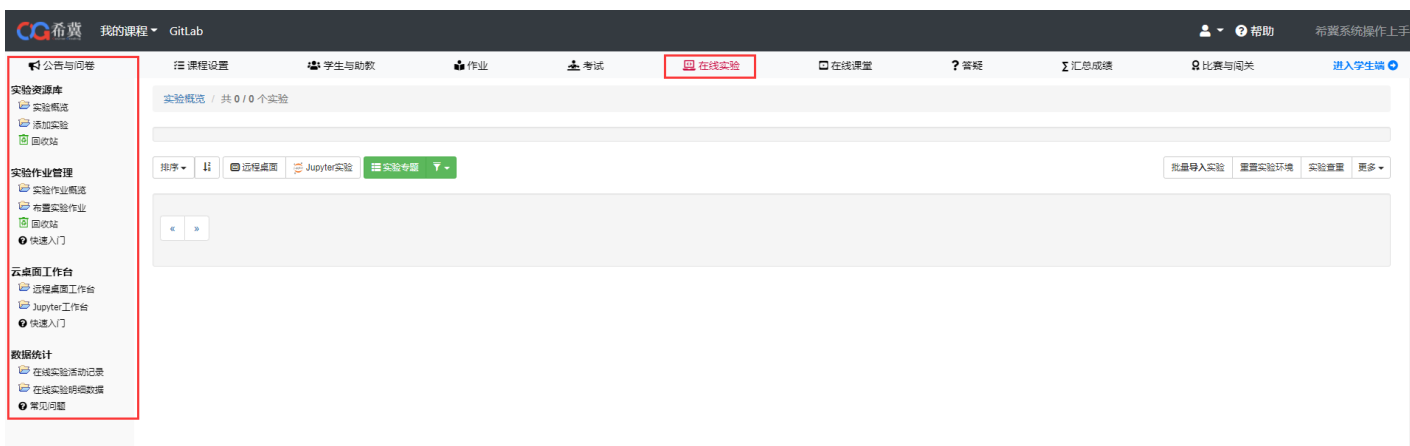 CG希冀 我的课程 GitLab 帮助 希冀系统操作上手
公告与问卷 课程设置 学生与助教 作业 考试 在线实验 在线课堂 ?答疑 ∑汇总成绩 比赛与闯关 进入学生端
实验资源库
实验概览
添加实验
回收站
实验作业管理
实验作业概览
布置实验作业
回收站
快速入门
云桌面工作台
远程桌面工作台
Jupyter工作台
快速入门
数据统计
在线实验活动记录
在线实验明细数据
常见问题
实验概览 / 共 0 / 0 个实验
排序 远程桌面 Jupyter实验 实验专题 批量导入实验 重置实验环境 实验查重 更多
« »